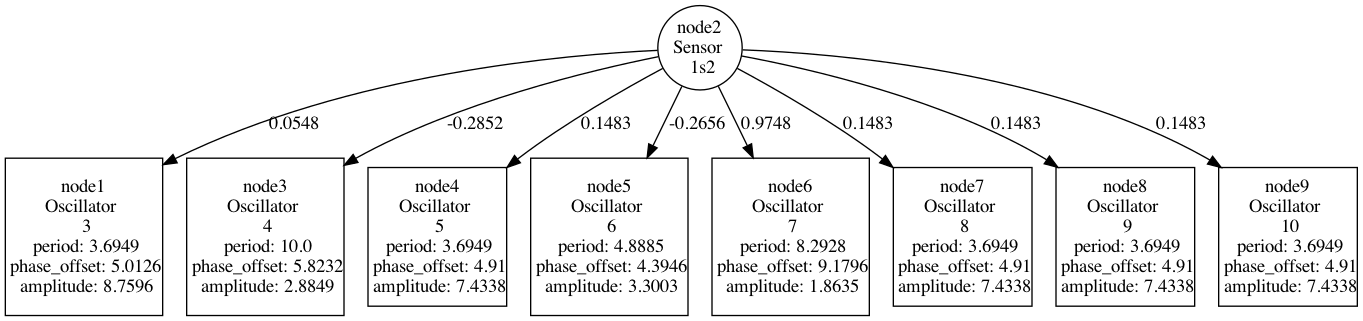 node2
Sensor
1s2
0.0548
-0.2852
0.1483
-0.2656
0.9748
0.1483
0.1483
0.1483
node1
Oscillator
3
period: 3.6949
phase_offset: 5.0126
amplitude: 8.7596
node3
Oscillator
4
period: 10.0
phase_offset: 5.8232
amplitude: 2.8849
node4
Oscillator
5
period: 3.6949
phase_offset: 4.91
amplitude: 7.4338
node5
Oscillator
6
period: 4.8885
phase_offset: 4.3946
amplitude: 3.3003
node6
Oscillator
7
period: 8.2928
phase_offset: 9.1796
amplitude: 1.8635
node7
Oscillator
8
period: 3.6949
phase_offset: 4.91
amplitude: 7.4338
node8
Oscillator
9
period: 3.6949
phase_offset: 4.91
amplitude: 7.4338
node9
Oscillator
10
period: 3.6949
phase_offset: 4.91
amplitude: 7.4338